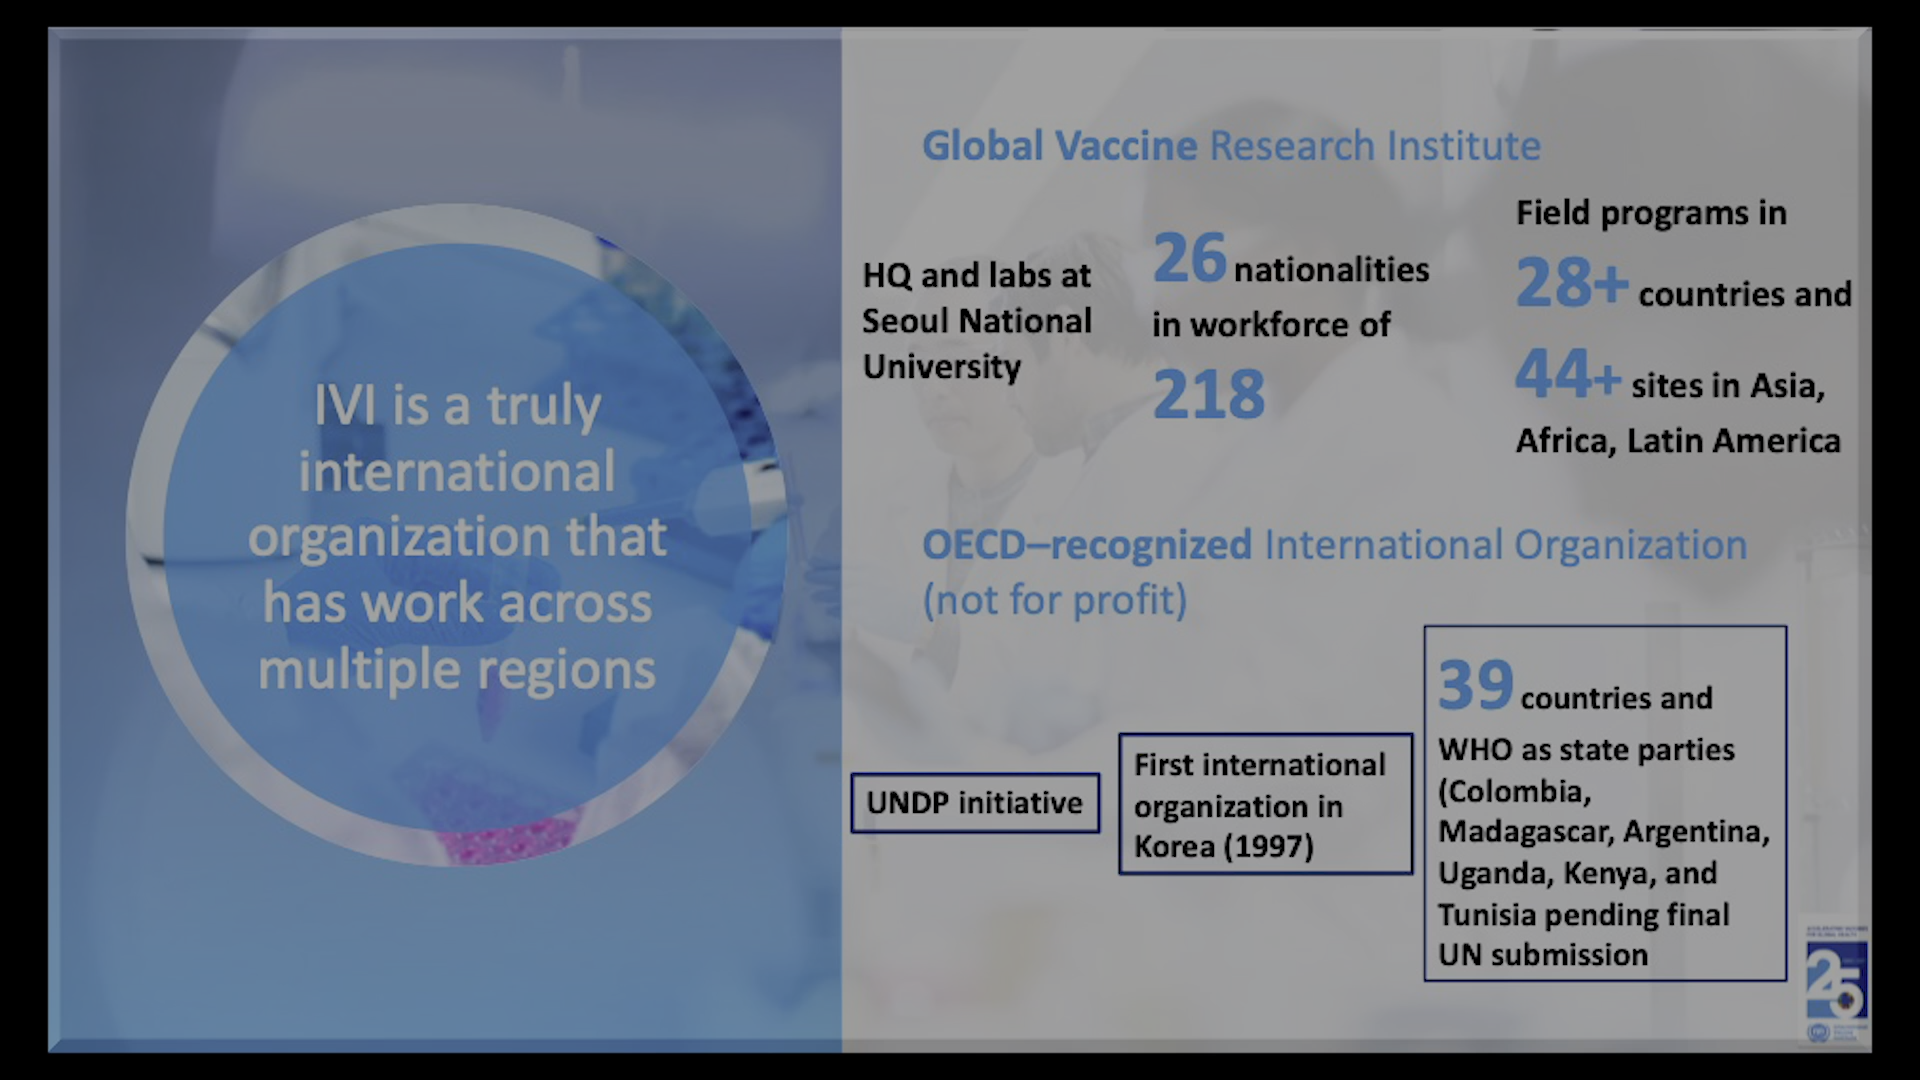 IVI is a truly
international
organization that
has work across
multiple regions
Global Vaccine Research Institute
HQ and labs at
Seoul National
University
26 nationalities
in workforce of
218
Field programs in
28+ countries and
44+ sites in Asia,
Africa, Latin America
OECD–recognized International Organization
(not for profit)
UNDP initiative
First international
organization in
Korea (1997)
39 countries and
WHO as state parties
(Colombia,
Madagascar, Argentina,
Uganda, Kenya, and
Tunisia pending final
UN submission
25